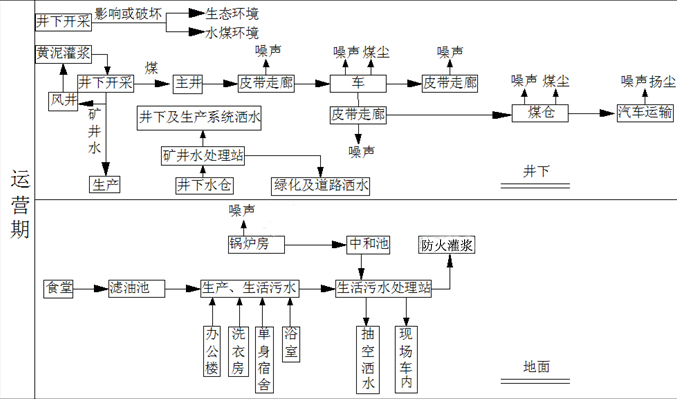 运营期
井下开采
影响或破坏
生态环境
水煤环境
黄泥灌浆
井下开采
煤
主井
噪声
皮带走廊
噪声
煤尘
车
噪声
皮带走廊
风井
矿井水
生产
井下及生产系统洒水
矿井水处理站
井下水仓
绿化及道路洒水
皮带走廊
噪声
噪声
煤尘
煤仓
噪声
扬尘
汽车运输
井下
噪声
锅炉房
中和池
防火灌浆
食堂
滤油池
生产、生活污水
生活污水处理站
办公楼
洗衣房
单身宿舍
浴室
抽空洒水
现场车内
地面